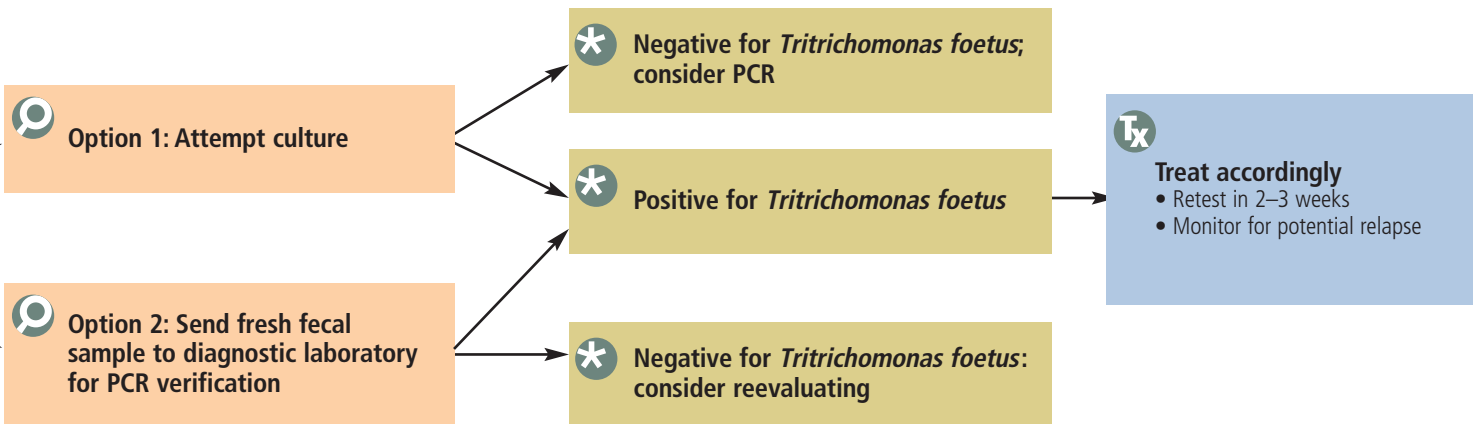 Option 1: Attempt culture
Option 2: Send fresh fecal
sample to diagnostic laboratory
for PCR verification
Negative for Tritrichomonas foetus;
consider PCR
Positive for Tritrichomonas foetus
Negative for Tritrichomonas foetus:
consider reevaluating
Tx
Treat accordingly
• Retest in 2–3 weeks
• Monitor for potential relapse